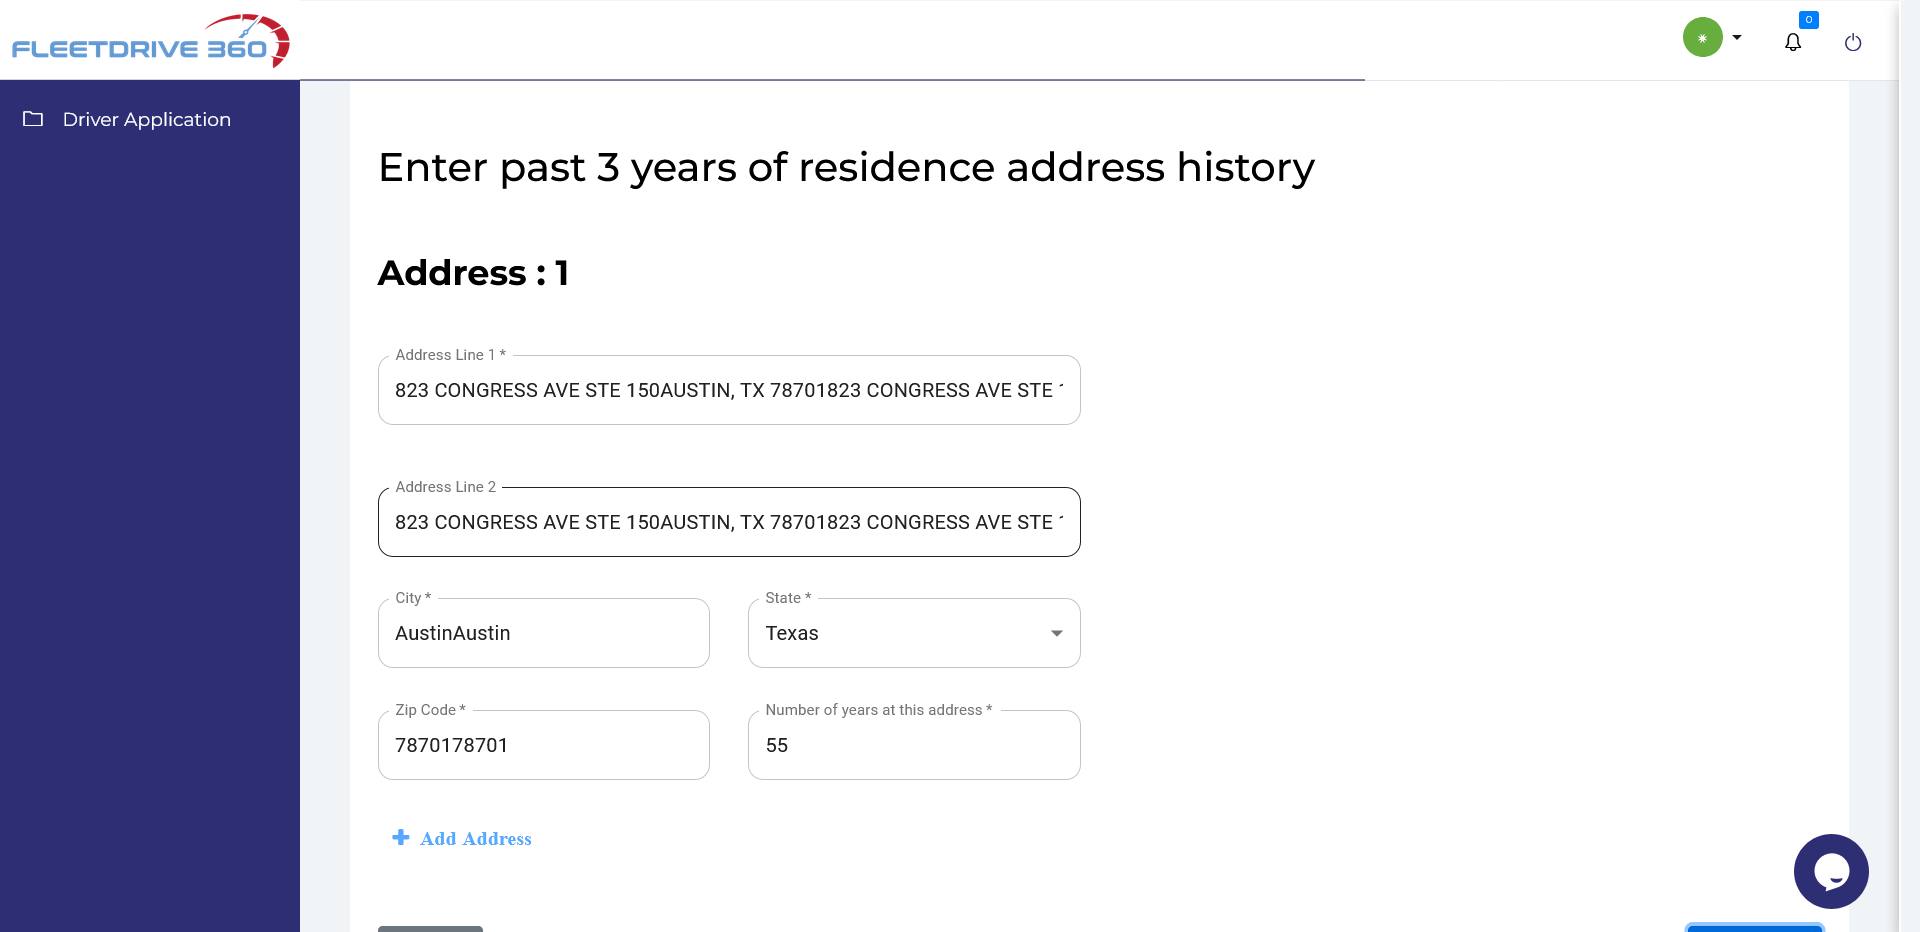 FLEETDRIVE 360
0
Driver Application
Enter past 3 years of residence address history
Address : 1
Address Line 1 *
823 CONGRESS AVE STE 150AUSTIN, TX 78701823 CONGRESS AVE STE
Address Line 2
823 CONGRESS AVE STE 150AUSTIN, TX 78701823 CONGRESS AVE STE
City *
State *
AustinAustin
Texas
Zip Code *
Number of years at this address *
7870178701
55
Add Address